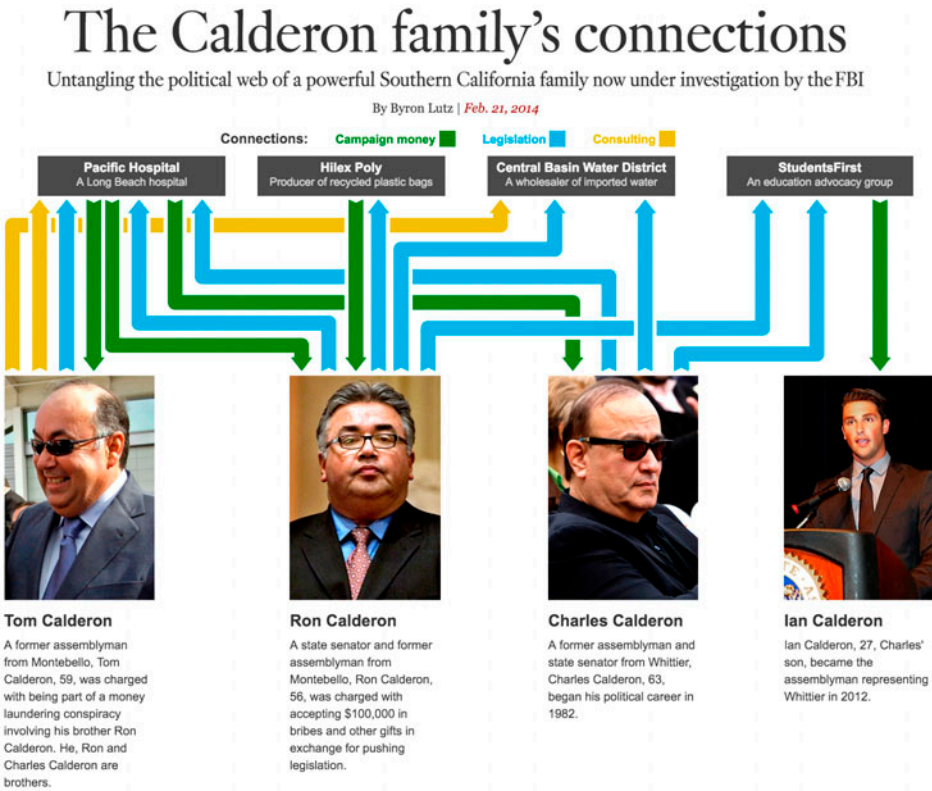 The Calderon family's connections
Untangling the political web of a powerful Southern California family now under investigation by the FBI
By Byron Lutz | Feb. 21, 2014
Connections: Campaign money Legislation Consulting
Pacific Hospital
A Long Beach hospital
Hilex Poly
Producer of recycled plastic bags
Central Basin Water District
A wholesaler of imported water
StudentsFirst
An education advocacy group
Tom Calderon
A former assemblyman
from Montebello, Tom
Calderon, 59, was charged
with being part of a money
laundering conspiracy
involving his brother Ron
Calderon. He, Ron and
Charles Calderon are
brothers.
Ron Calderon
A state senator and former
assemblyman from
Montebello, Ron Calderon,
56, was charged with
accepting $100,000 in
bribes and other gifts in
exchange for pushing
legislation.
Charles Calderon
A former assemblyman and
state senator from Whittier,
Charles Calderon, 63,
began his political career in
1982.
Ian Calderon
Ian Calderon, 27, Charles'
son, became the
assemblyman representing
Whittier in 2012.